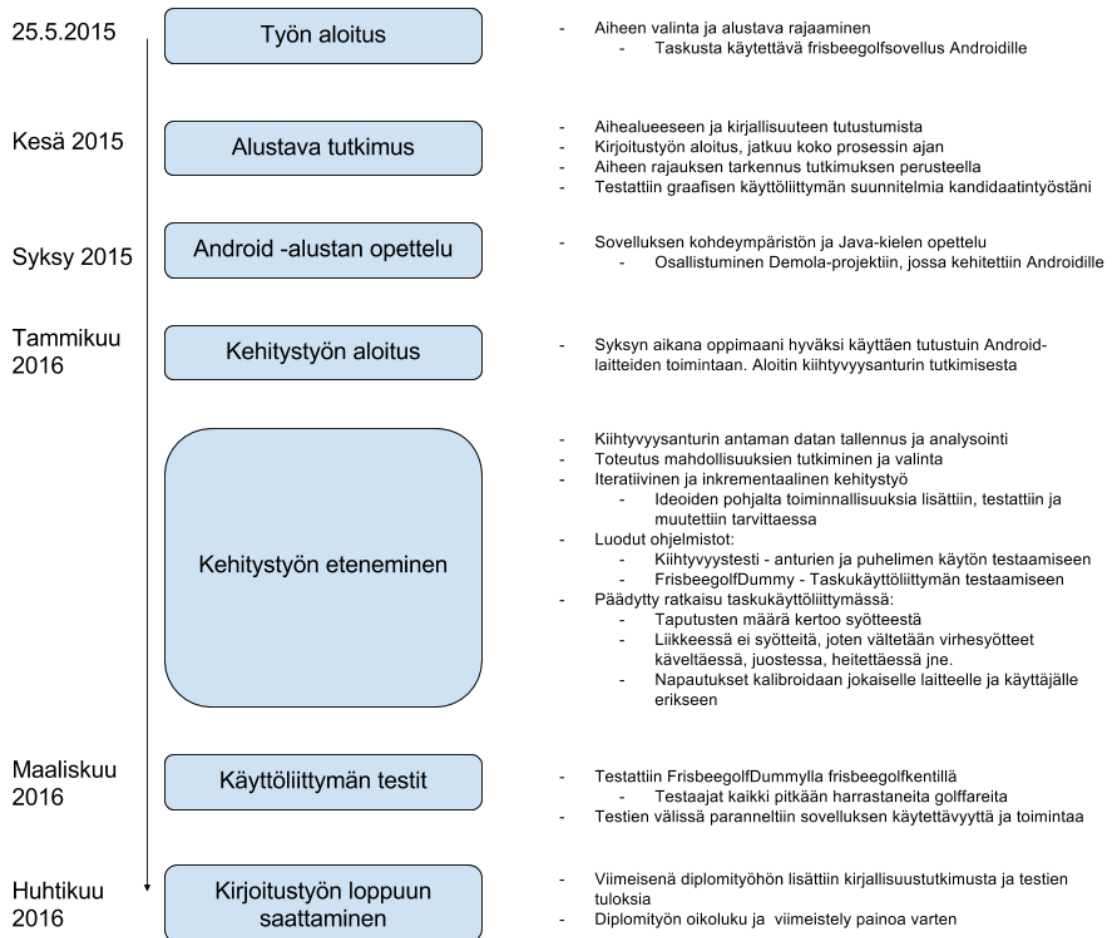 25.5.2015
Työn aloitus
- Aiheen valinta ja alustava rajaaminen
- Taskusta käytettävä frisbeegolfsovellus Androidille
Kesä 2015
Alustava tutkimus
- Aihealueeseen ja kirjallisuuteen tutustumista
- Kirjoitustyön aloitus, jatkuu koko prosessin ajan
- Aiheen rajauksen tarkennus tutkimuksen perusteella
- Testattiin graafisen käyttöliittymän suunnitelmia kandidaatintyöstäni
Syksy 2015
Android -alustan opettelu
- Sovelluksen kohdeympäristön ja Java-kielen opettelu
- Osallistuminen Demola-projektiin, jossa kehitettiin Androidille
Tammikuu
2016
Kehitystyön aloitus
- Syksyn aikana oppimaani hyväksi käyttäen tutustuin Android-
laitteiden toimintaan. Aloitin kiihtyvyysanturin tutkimisesta
Kehitystyön eteneminen
- Kiihtyvyysanturin antaman datan tallennus ja analysointi
- Toteutus mahdollisuuksien tutkiminen ja valinta
- Iteratiivinen ja inkrementaalinen kehitystyö
- Ideoiden pohjalta toiminnallisuuksia lisättiin, testattiin ja
muutettiin tarvittaessa
- Luodut ohjelmistot:
- Kiihtyvyystesti - anturien ja puhelimen käytön testaamiseen
- FrisbeegolfDummy - Taskukäyttöliittymän testaamiseen
- Päädytty ratkaisu taskukäyttöliittymässä:
- Taputusten määrä kertoo syötteestä
- Liikkeessä ei syötteitä, joten vältetään virhesyötteet
käveltäessä, juostessa, heitettäessä jne.
- Napautukset kalibroidaan jokaiselle laitteelle ja käyttäjälle
erikseen
Maaliskuu
2016
Käyttöliittymän testit
- Testattiin FrisbeegolfDummylla frisbeegolfkentillä
- Testaajat kaikki pitkään harrastaneita golffareita
- Testien välissä paranneltiin sovelluksen käytettävyyttä ja toimintaa
Huhtikuu
2016
Kirjoitustyön loppuun
saattaminen
- Viimeisenä diplomityöhön lisättiin kirjallisuustutkimusta ja testien
tuloksia
- Diplomityön oikoluku ja viimeistely painoa varten